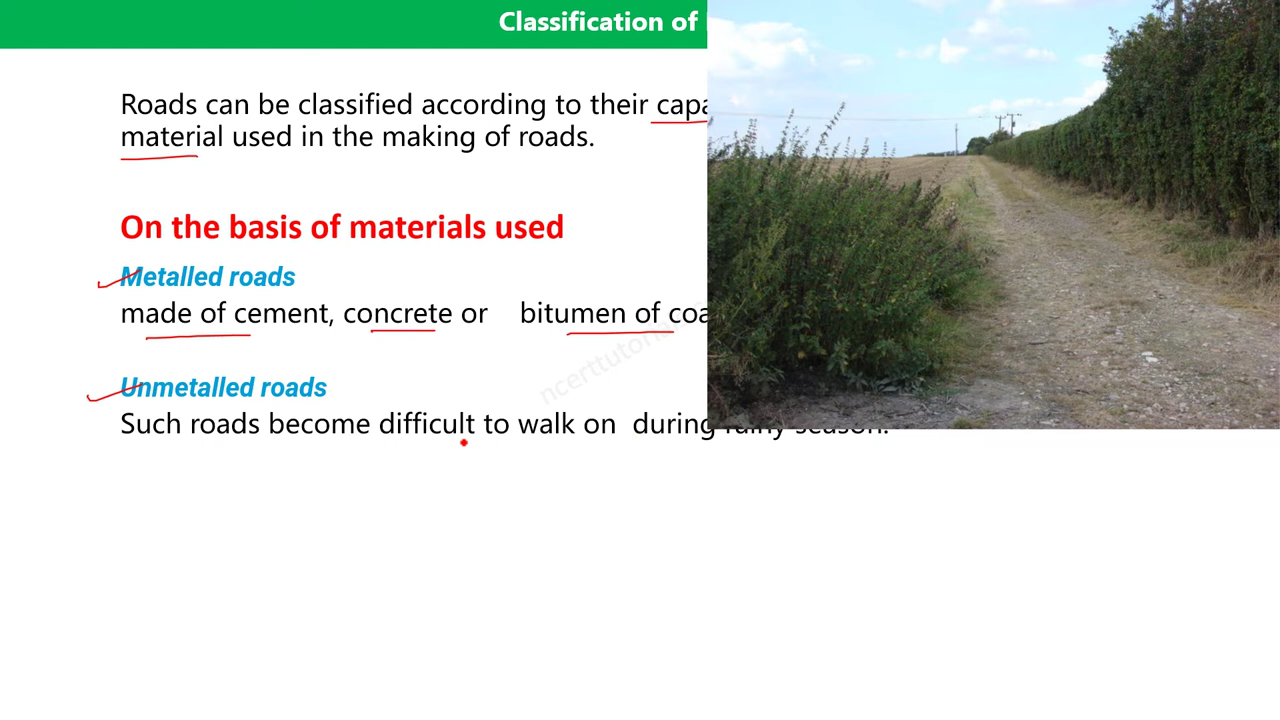 Classification of
Roads can be classified according to their capa
material used in the making of roads.
On the basis of materials used
Metalled roads
made of cement, concrete or bitumen of coa
Unmetalled roads
Such roads become difficult to walk on during rainy season.